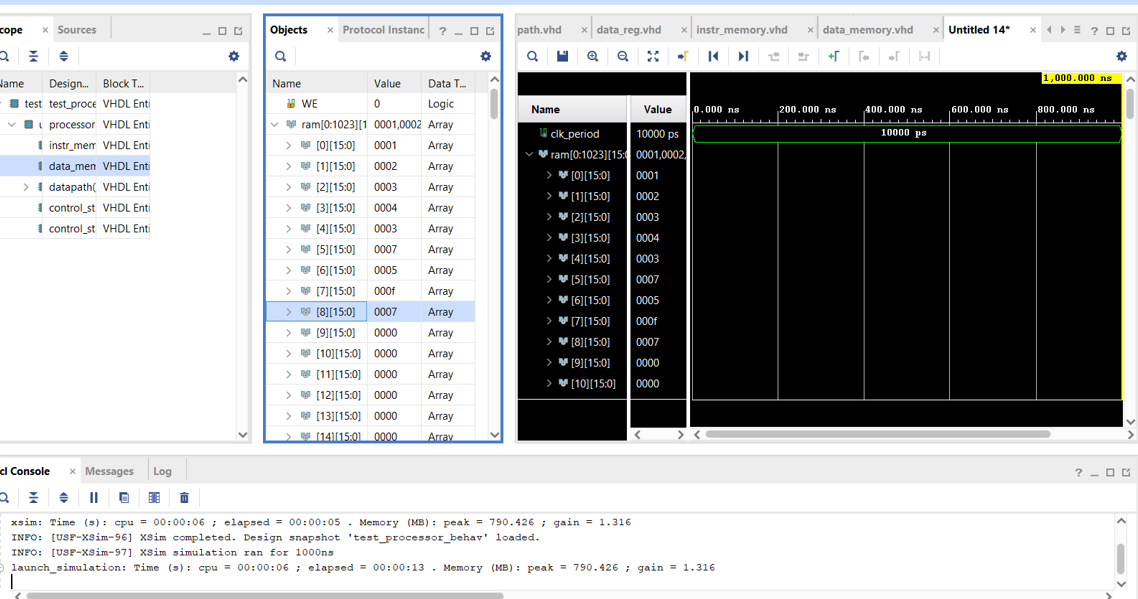 cope × Sources
ame Design... Block T...
test_ test_proce VHDL Enti
u processor VHDL Enti
instr_mem VHDL Enti
data_mem VHDL Enti
datapath( VHDL Enti
control_st VHDL Enti
control_st VHDL Enti
Objects × Protocol Instanc ?
Name Value Data T...
WE 0 Logic
ram[0:1023][1 0001,0002 Array
[0][15:0] 0001 Array
[1][15:0] 0002 Array
[2][15:0] 0003 Array
[3][15:0] 0004 Array
[4][15:0] 0003 Array
[5][15:0] 0007 Array
[6][15:0] 0005 Array
[7][15:0] 000f Array
[8][15:0] 0007 Array
[9][15:0] 0000 Array
[10][15:0] 0000 Array
[11][15:0] 0000 Array
[12][15:0] 0000 Array
[13][15:0] 0000 Array
[14][15:0] 0000 Array
path.vhd × data_reg.vhd × instr_memory.vhd × data_memory.vhd × Untitled 14* × ?
1,000.000 ns
Name Value
0.000 ns 200.000 ns 400.000 ns 600.000 ns 800.000 ns
clk_period 10000 ps 10000 ps
ram[0:1023][15:0 0001,0002,
[0][15:0] 0001
[1][15:0] 0002
[2][15:0] 0003
[3][15:0] 0004
[4][15:0] 0003
[5][15:0] 0007
[6][15:0] 0005
[7][15:0] 000f
[8][15:0] 0007
[9][15:0] 0000
[10][15:0] 0000
cl Console × Messages Log ?
xsim: Time (s): cpu = 00:00:06 ; elapsed = 00:00:05 . Memory (MB): peak = 790.426 ; gain = 1.316
INFO: [USF-XSim-96] XSim completed. Design snapshot 'test_processor_behav' loaded.
INFO: [USF-XSim-97] XSim simulation ran for 1000ns
launch_simulation: Time (s): cpu = 00:00:06 ; elapsed = 00:00:13 . Memory (MB): peak = 790.426 ; gain = 1.316